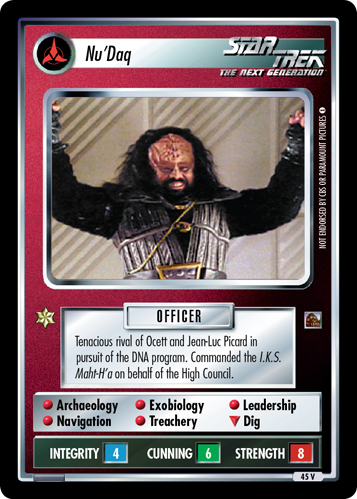 Nu'Daq
STAR TREK
THE NEXT GENERATION
NOT ENDORSED BY CBS OR PARAMOUNT PICTURES
OFFICER
Tenacious rival of Ocett and Jean-Luc Picard in
pursuit of the DNA program. Commanded the I.K.S.
Maht-H'a on behalf of the High Council.
Archaeology Exobiology Leadership
Navigation Treachery Dig
INTEGRITY 4 CUNNING 6 STRENGTH 8
45 V